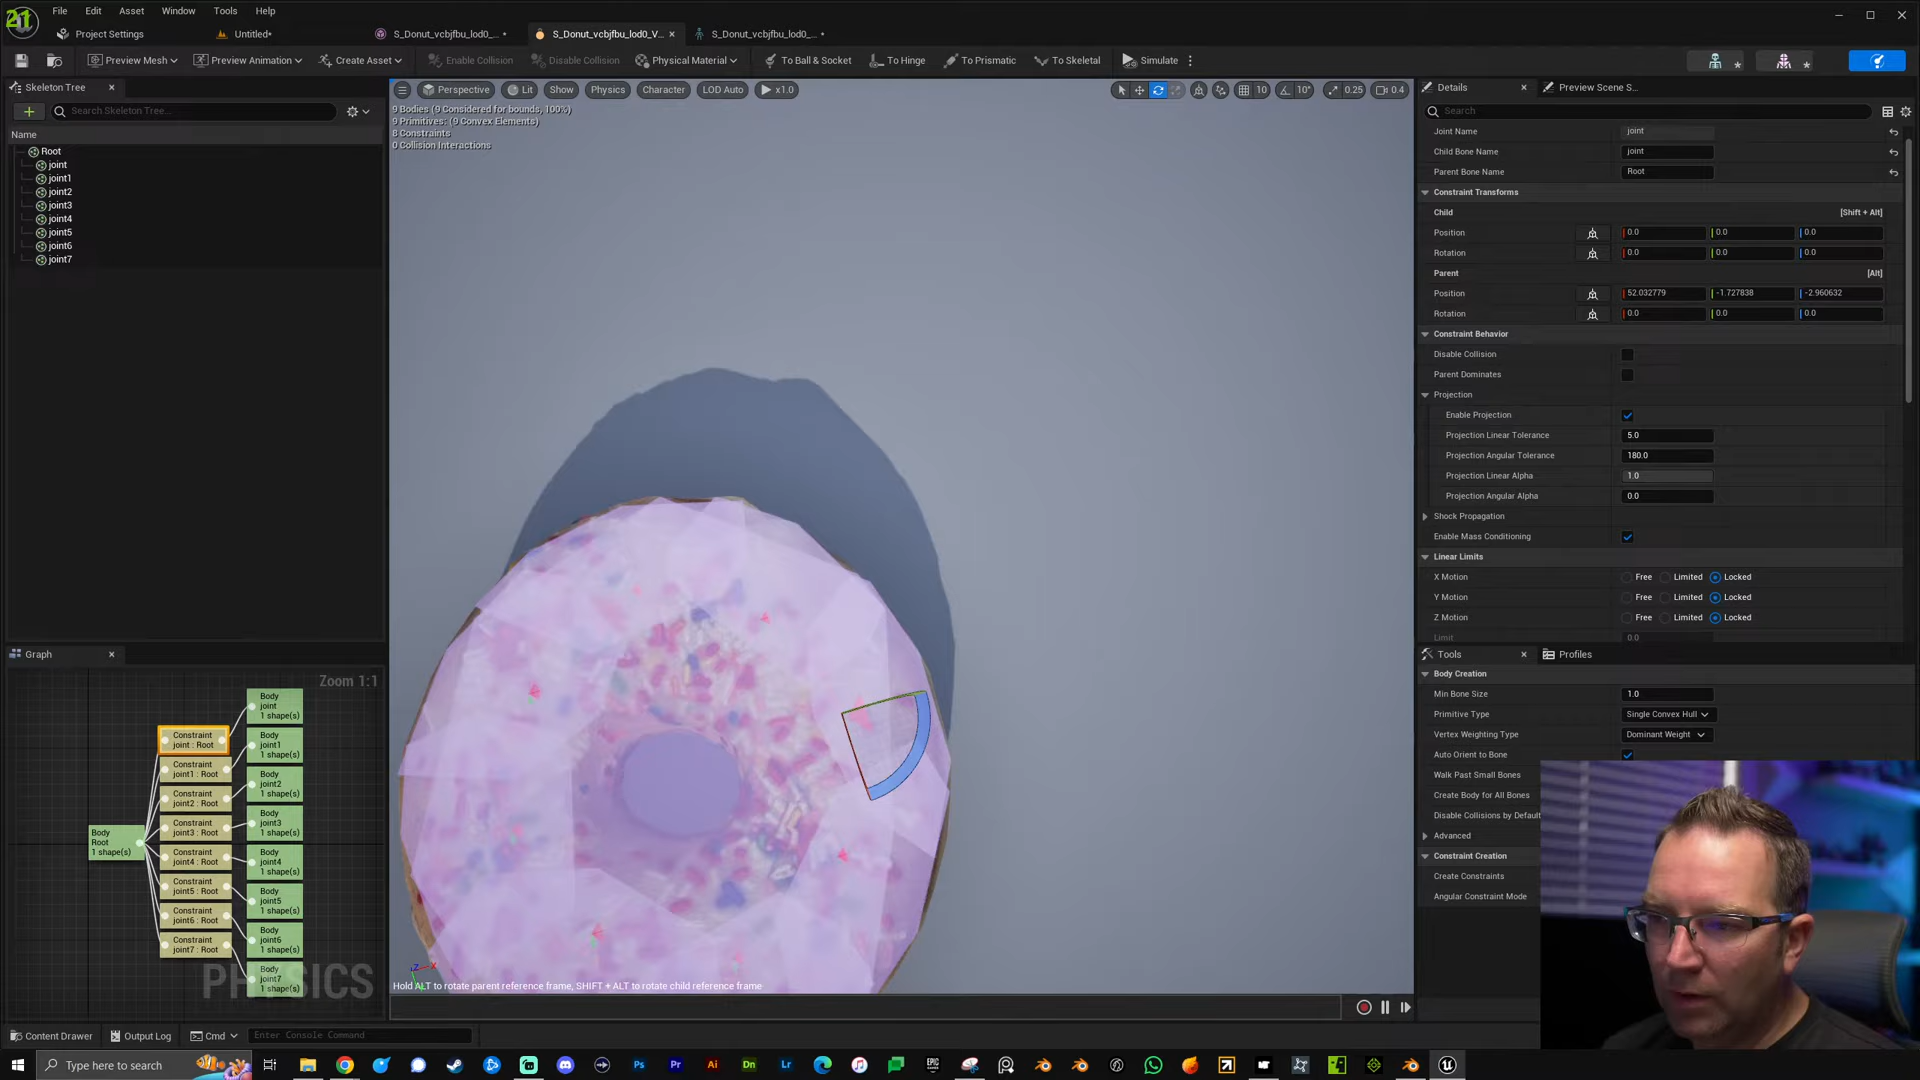 File Edit Asset Window Tools Help
Project Settings
Untitled*
S_Donut_vcbjfbu_lod0_... *
S_Donut_vcbjfbu_lod0_V...
S_Donut_vcbjfbu_lod0_... *
Preview Mesh
Preview Animation
Create Asset
Enable Collision
Disable Collision
Physical Material
To Ball & Socket
To Hinge
To Prismatic
To Skeletal
Simulate
Skeleton Tree
Search Skeleton Tree...
Name
Root
joint
joint1
joint2
joint3
joint4
joint5
joint6
joint7
Perspective
Lit
Show
Physics
Character
LOD Auto
x1.0
10
10°
0.25
0.4
9 Bodies (9 Considered for bounds, 100%)
9 Primitives: (9 Convex Elements)
8 Constraints
0 Collision Interactions
Hold ALT to rotate parent reference frame, SHIFT + ALT to rotate child reference frame
Details
Preview Scene S...
Search
Joint Name joint
Child Bone Name joint
Parent Bone Name Root
Constraint Transforms
Child [Shift + Alt]
Position 0.0 0.0 0.0
Rotation 0.0 0.0 0.0
Parent [Alt]
Position 52.032779 -1.727838 -2.960632
Rotation 0.0 0.0 0.0
Constraint Behavior
Disable Collision
Parent Dominates
Projection
Enable Projection
Projection Linear Tolerance 5.0
Projection Angular Tolerance 180.0
Projection Linear Alpha 1.0
Projection Angular Alpha 0.0
Shock Propagation
Enable Mass Conditioning
Linear Limits
X Motion Free Limited Locked
Y Motion Free Limited Locked
Z Motion Free Limited Locked
Limit 0.0
Tools
Profiles
Body Creation
Min Bone Size 1.0
Primitive Type Single Convex Hull
Vertex Weighting Type Dominant Weight
Auto Orient to Bone
Walk Past Small Bones
Create Body for All Bones
Disable Collisions by Default
Advanced
Constraint Creation
Create Constraints
Angular Constraint Mode
Graph
Zoom 1:1
Body
Root
1 shape(s)
Constraint
joint : Root
Constraint
joint1 : Root
Constraint
joint2 : Root
Constraint
joint3 : Root
Constraint
joint4 : Root
Constraint
joint5 : Root
Constraint
joint6 : Root
Constraint
joint7 : Root
Body
joint
1 shape(s)
Body
joint1
1 shape(s)
Body
joint2
1 shape(s)
Body
joint3
1 shape(s)
Body
joint4
1 shape(s)
Body
joint5
1 shape(s)
Body
joint6
1 shape(s)
Body
joint7
1 shape(s)
PHYSICS
Content Drawer
Output Log
Cmd
Enter Console Command
Type here to search
Ps
Pr
Ai
Dn
Lr
EPIC